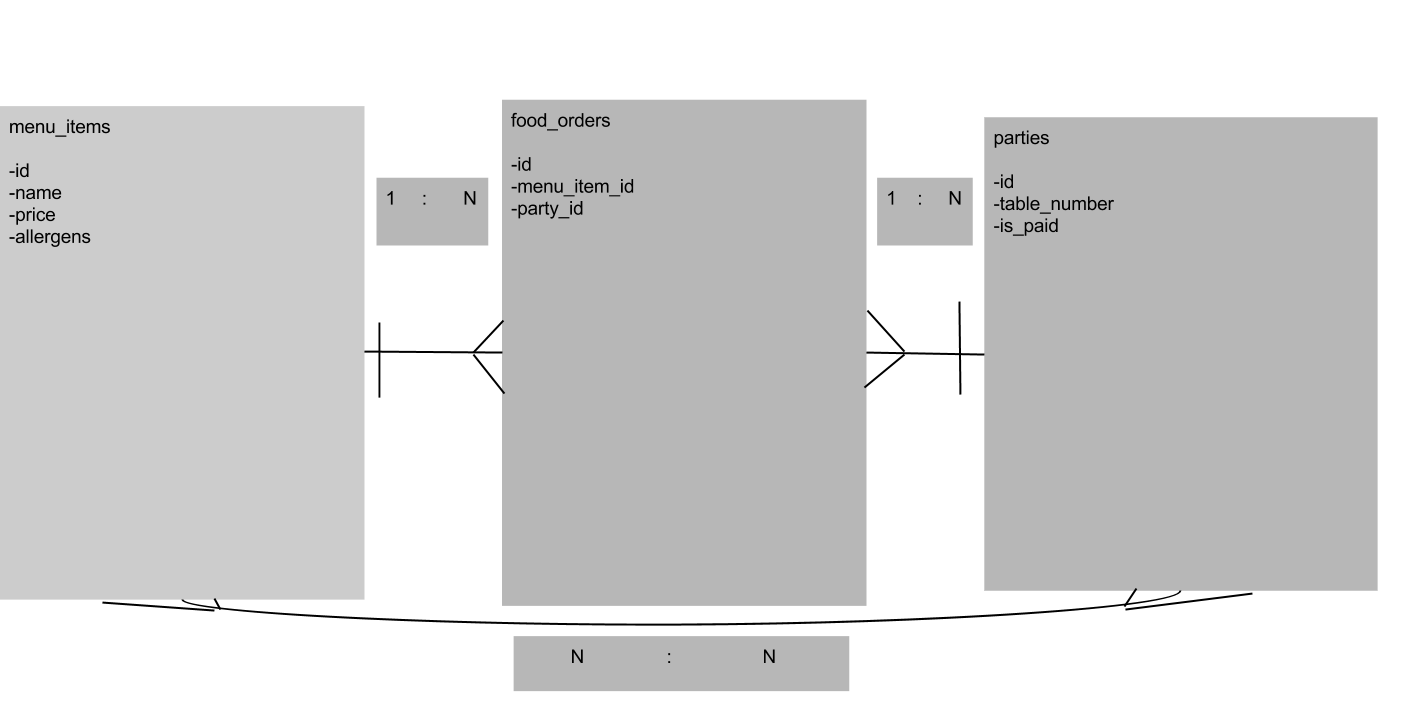 menu_items
-id
-name
-price
-allergens
1 : N
food_orders
-id
-menu_item_id
-party_id
1 : N
parties
-id
-table_number
-is_paid
N : N